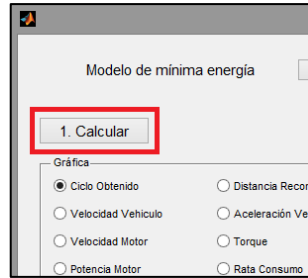 Modelo de mínima energía
1. Calcular
Gráfica
Ciclo Obtenido
Distancia Recor
Velocidad Vehiculo
Aceleración Ve
Velocidad Motor
Torque
Potencia Motor
Rata Consumo